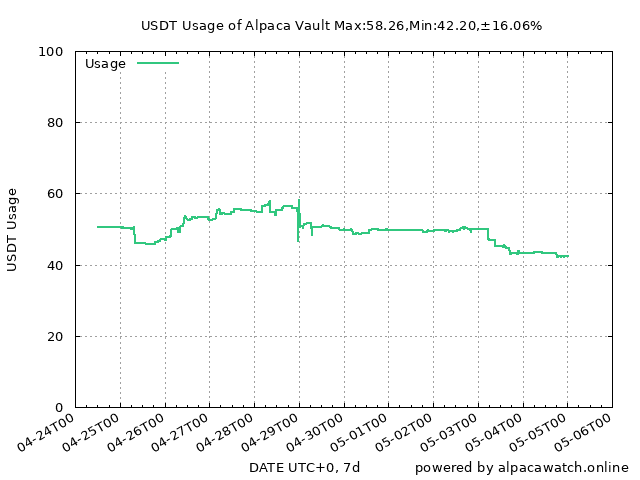 USDT Usage of Alpaca Vault Max:58.26,Min:42.20,±16.06%
Usage
100
80
60
40
20
0
USDT Usage
04-24T00
04-25T00
04-26T00
04-27T00
04-28T00
04-29T00
04-30T00
05-01T00
05-02T00
05-03T00
05-04T00
05-05T00
05-06T00
DATE UTC+0, 7d
powered by alpacawatch.online